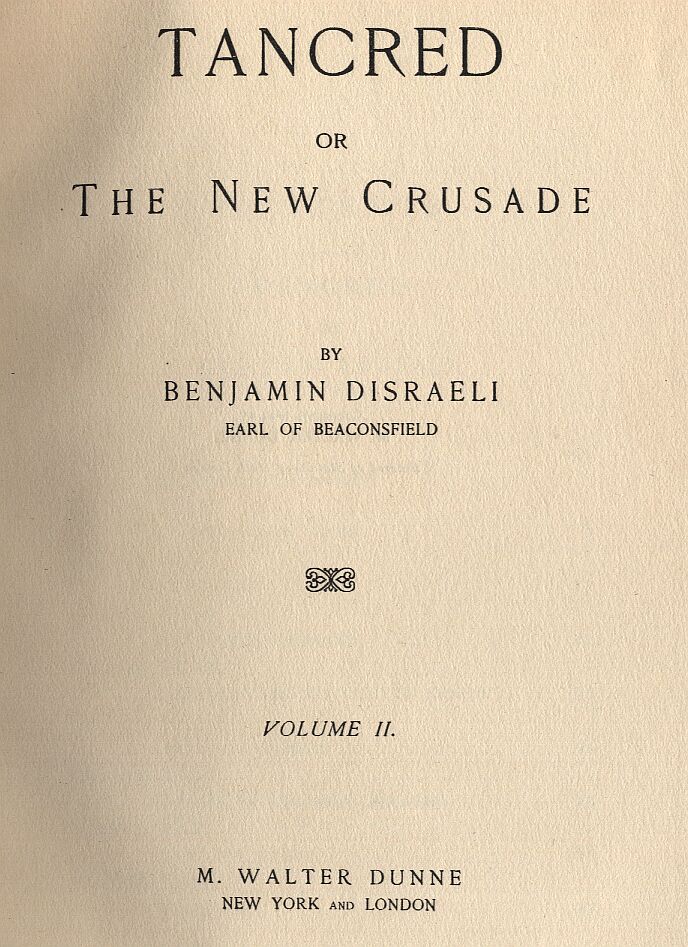 TANCRED
OR
THE NEW CRUSADE
BY
BENJAMIN DISRAELI
EARL OF BEACONSFIELD
VOLUME II.
M. WALTER DUNNE
NEW YORK AND LONDON